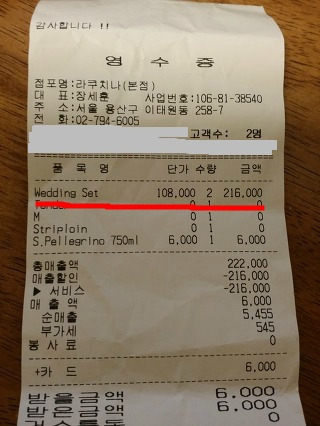 감사합니다 !!
영 수 증
점포명:라쿠치나(본점)
대 표:장세훈 사업번호:106-81-38540
주 소:서울 용산구 이태원동 258-7
전 화:02-794-6005
고객수: 2명
품 목 명 단가 수량 금액
Wedding Set 108,000 2 216,000
0 1 0
M 0 1 0
Striploin 0 1 0
S.Pellegrino 750ml 6,000 1 6,000
총매출액 222,000
매출할인 -216,000
▶ 서비스 -216,000
매 출 액 6,000
순매출 5,455
부가세 545
봉 사 료 0
+카 드 6,000
받을금액 6,000
받은금액 6,000
0